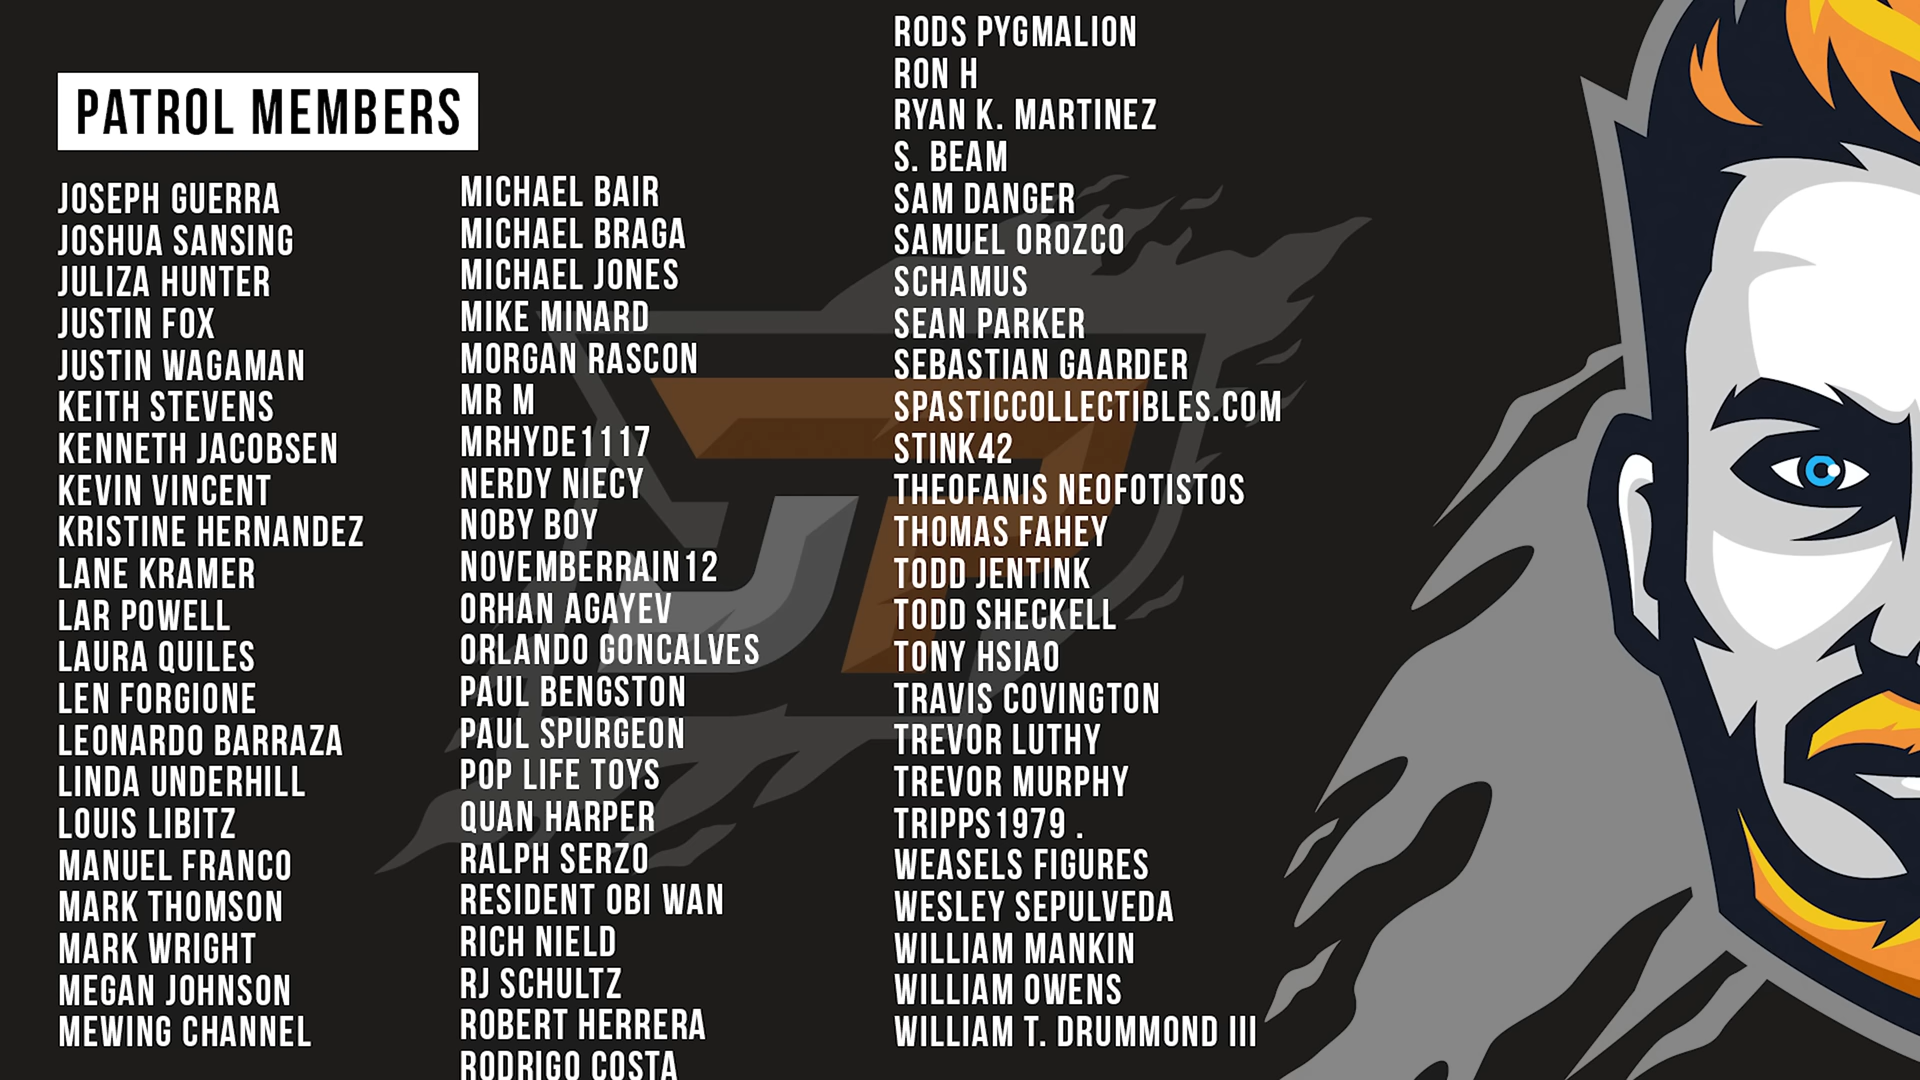 PATROL MEMBERS
JOSEPH GUERRA
JOSHUA SANSING
JULIZA HUNTER
JUSTIN FOX
JUSTIN WAGAMAN
KEITH STEVENS
KENNETH JACOBSEN
KEVIN VINCENT
KRISTINE HERNANDEZ
LANE KRAMER
LAR POWELL
LAURA QUILES
LEN FORGIONE
LEONARDO BARRAZA
LINDA UNDERHILL
LOUIS LIBITZ
MANUEL FRANCO
MARK THOMSON
MARK WRIGHT
MEGAN JOHNSON
MEWING CHANNEL
MICHAEL BAIR
MICHAEL BRAGA
MICHAEL JONES
MIKE MINARD
MORGAN RASCON
MR M
MRHYDE1117
NERDY NIECY
NOBY BOY
NOVEMBERRAIN12
ORHAN AGAYEV
ORLANDO GONCALVES
PAUL BENGSTON
PAUL SPURGEON
POP LIFE TOYS
QUAN HARPER
RALPH SERZO
RESIDENT OBI WAN
RICH NIELD
RJ SCHULTZ
ROBERT HERRERA
RODRIGO COSTA
RODS PYGMALION
RON H
RYAN K. MARTINEZ
S. BEAM
SAM DANGER
SAMUEL OROZCO
SCHAMUS
SEAN PARKER
SEBASTIAN GAARDER
SPASTICCOLLECTIBLES.COM
STINK42
THEOFANIS NEOFOTISTOS
THOMAS FAHEY
TODD JENTINK
TODD SHECKELL
TONY HSIAO
TRAVIS COVINGTON
TREVOR LUTHY
TREVOR MURPHY
TRIPPS1979 .
WEASELS FIGURES
WESLEY SEPULVEDA
WILLIAM MANKIN
WILLIAM OWENS
WILLIAM T. DRUMMOND III
JP